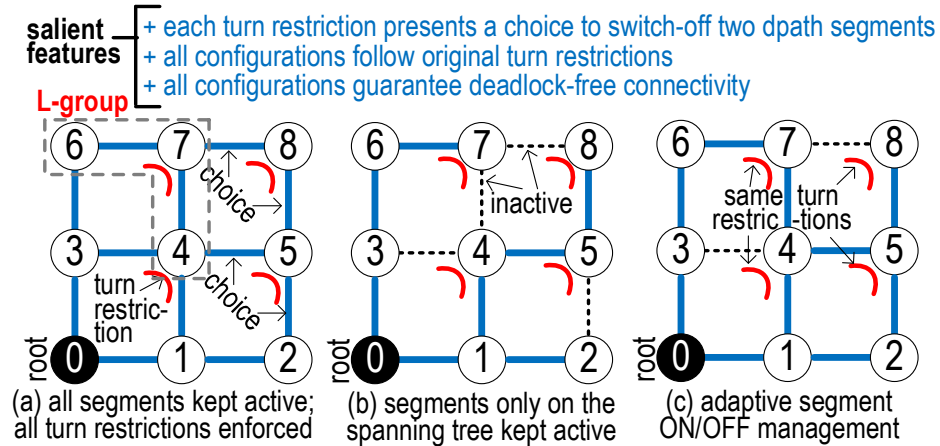 salient features
+ each turn restriction presents a choice to switch-off two dpath segments
+ all configurations follow original turn restrictions
+ all configurations guarantee deadlock-free connectivity
L-group
6 7 8
choice
3 4 5
turn restric-tion
choice
root
0 1 2
(a) all segments kept active;
all turn restrictions enforced
6 7 8
inactive
3 4 5
root
0 1 2
(b) segments only on the
spanning tree kept active
6 7 8
same turn
restric -tions
3 4 5
root
0 1 2
(c) adaptive segment
ON/OFF management